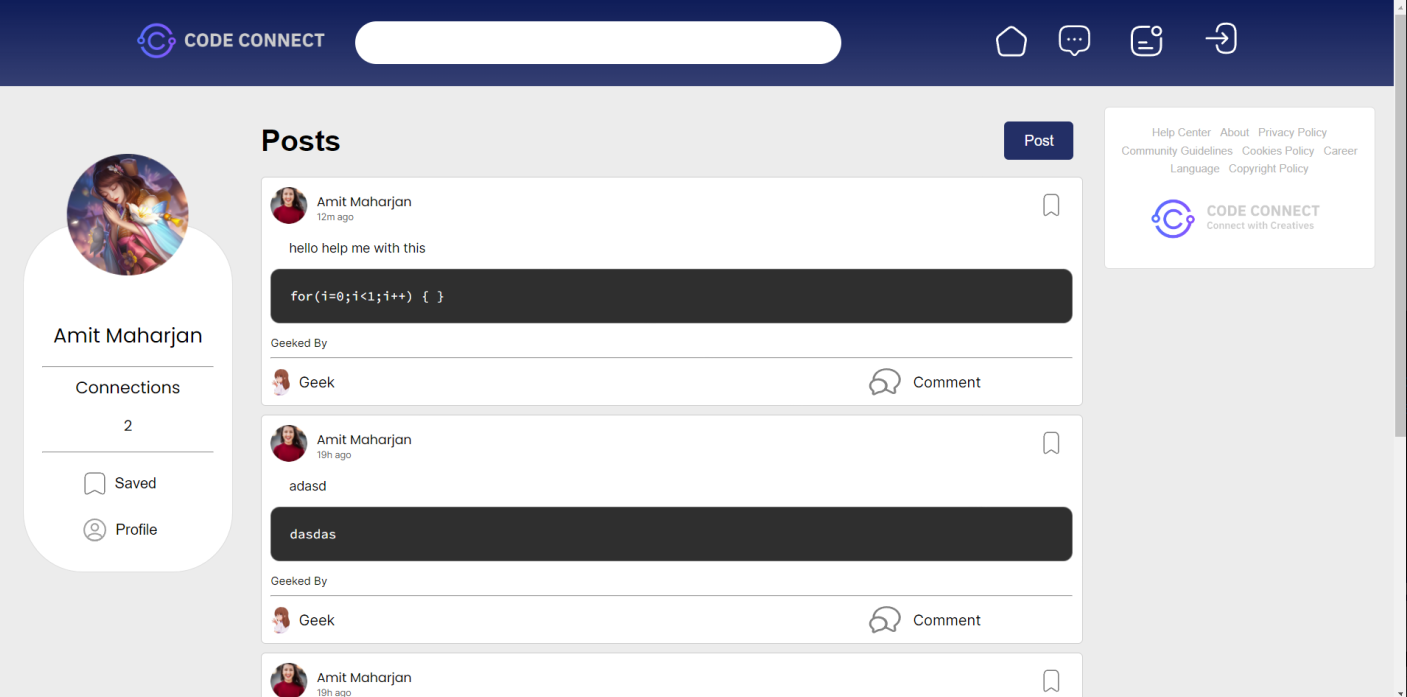 CODE CONNECT
Posts
Post
Amit Maharjan
Connections
2
Saved
Profile
Amit Maharjan
12m ago
hello help me with this
for(i=0;i<1;i++) { }
Geeked By
Geek
Comment
Amit Maharjan
19h ago
adasd
dasdas
Geeked By
Geek
Comment
Amit Maharjan
19h ago
Help Center About Privacy Policy
Community Guidelines Cookies Policy Career
Language Copyright Policy
CODE CONNECT
Connect with Creatives